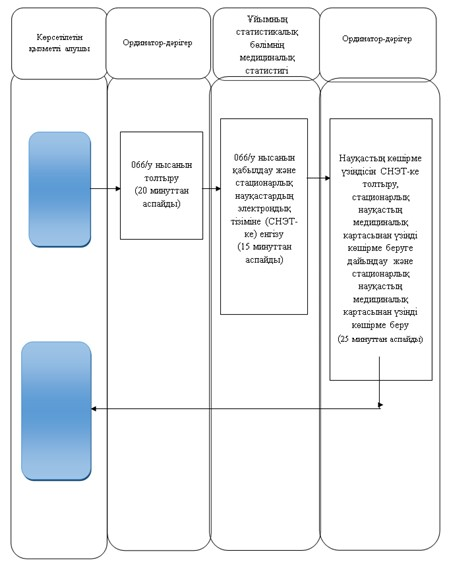 Көрсетілетін
қызметті алушы
Ординатор-дәрігер
Ұйымның
статистикалық
бөлімнің
медициналық
статистигі
Ординатор-дәрігер
066/у нысанын
толтыру
(20 минуттан
аспайды)
066/у нысанын
қабылдау және
стационарлық
науқастардың
электрондық
тізіміне (СНЭТ-
ке) енгізу
(15 минуттан
аспайды)
Науқастың көшірме
үзіндісін СНЭТ-ке
толтыру,
стационарлық
науқастың
медициналық
картасынан үзінді
көшірме беруге
дайындау және
стационарлық
науқастың
медициналық
картасынан үзінді
көшірме беру
(25 минуттан аспайды)